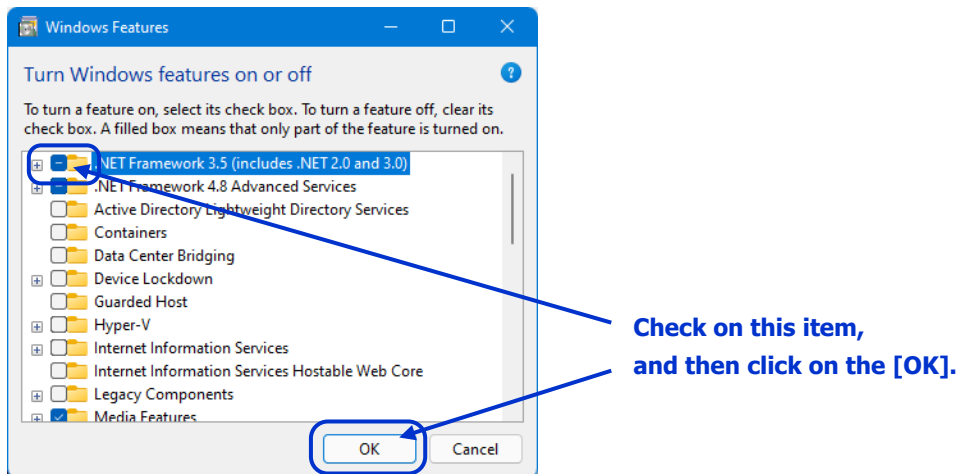 Windows Features
Turn Windows features on or off
To turn a feature on, select its check box. To turn a feature off, clear its
check box. A filled box means that only part of the feature is turned on.
.NET Framework 3.5 (includes .NET 2.0 and 3.0)
.NET Framework 4.8 Advanced Services
Active Directory Lightweight Directory Services
Containers
Data Center Bridging
Device Lockdown
Guarded Host
Hyper-V
Internet Information Services
Internet Information Services Hostable Web Core
Legacy Components
Media Features
OK Cancel
Check on this item,
and then click on the [OK].